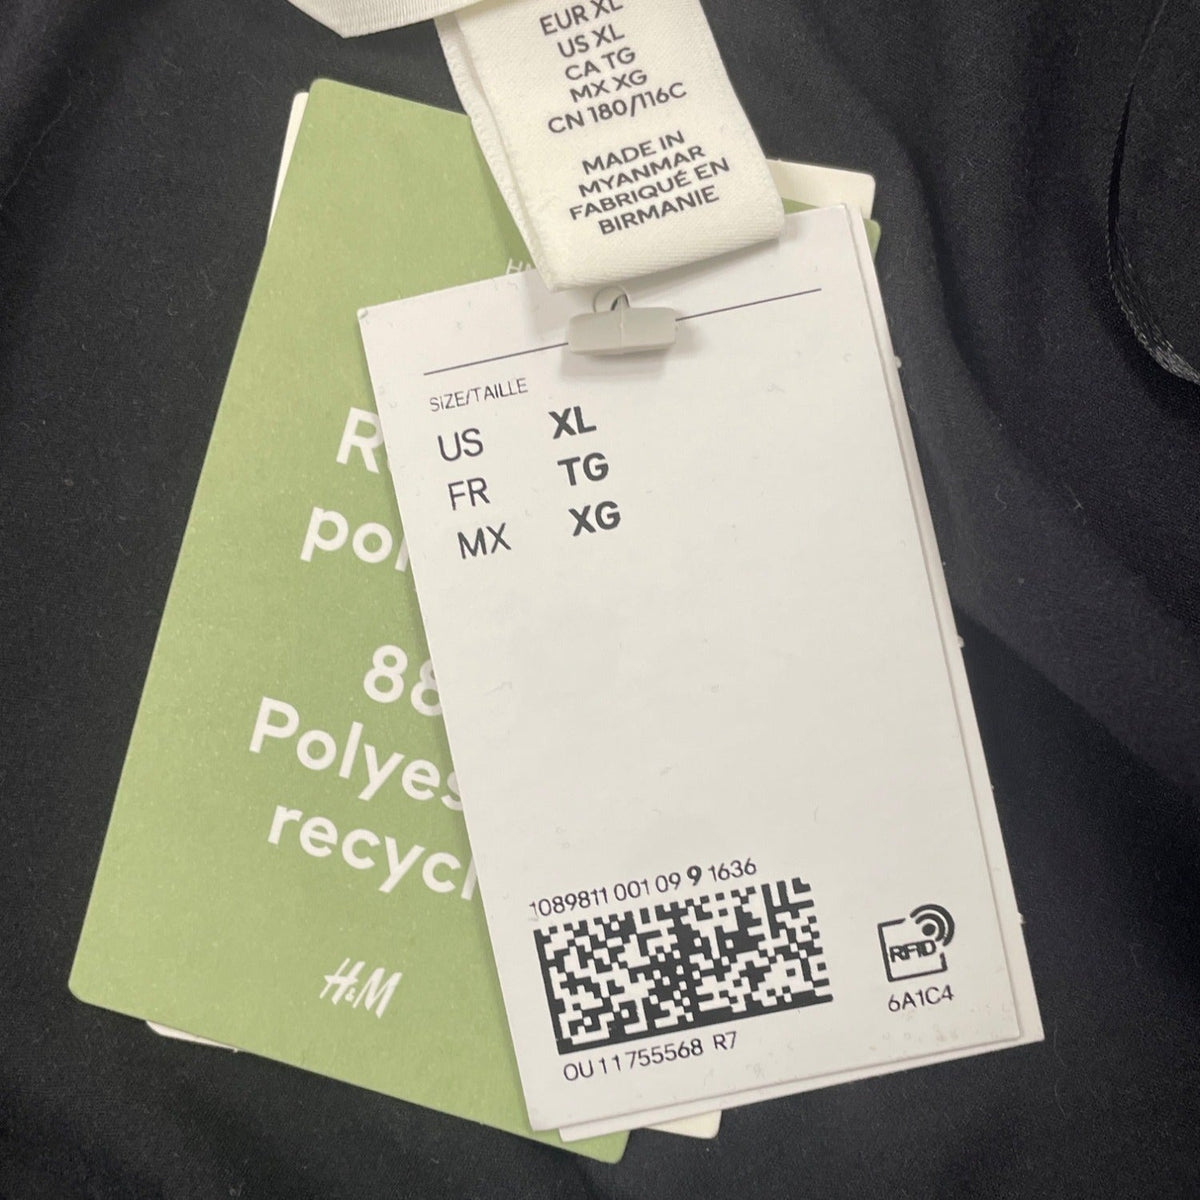 EUR XL
US XL
CA TG
MX XG
CN 180/116C
MADE IN
MYANMAR
FABRIQUÉ EN
BIRMANIE
SIZE/TAILLE
US XL
FR TG
MX XG
1089811 001 09 9 1636
RFID
6A1C4
OU11755568 R7
88
H&M